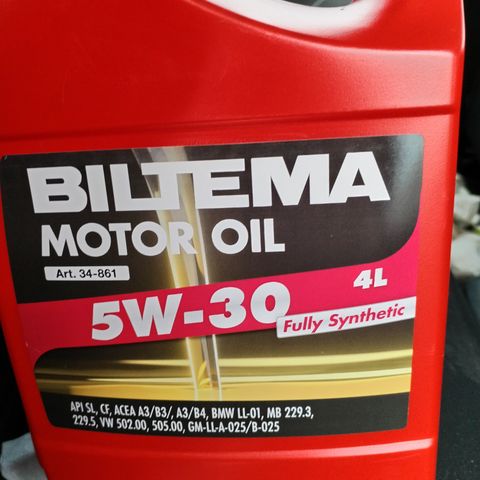 BILTEMA
MOTOR OIL
Art. 34-861
4L
5W-30
Fully Synthetic
API SL, CF, ACEA A3/B3/, A3/B4, BMW LL-01, MB 229.3,
229.5, VW 502.00, 505.00, GM-LL-A-025/B-025